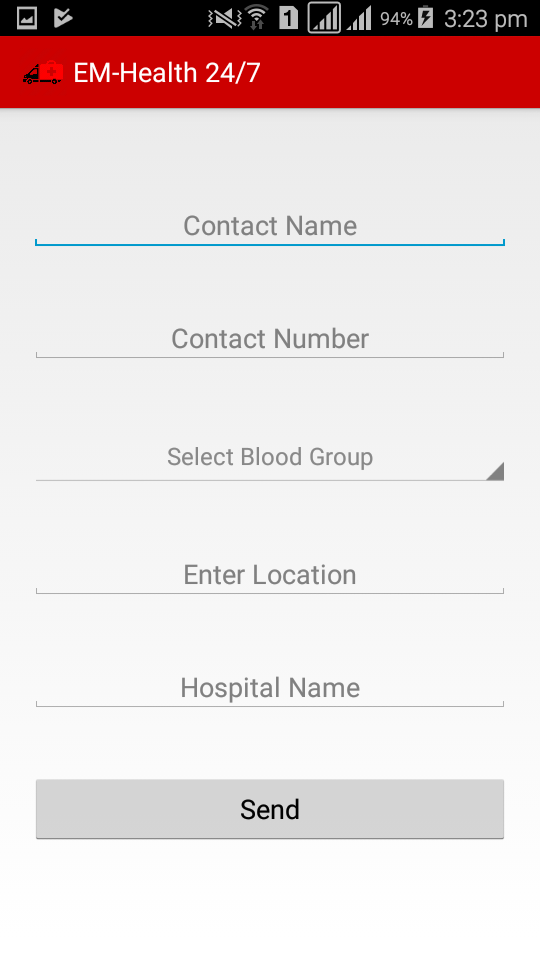 1 94% 3:23 pm
EM-Health 24/7
Contact Name
Contact Number
Select Blood Group
Enter Location
Hospital Name
Send